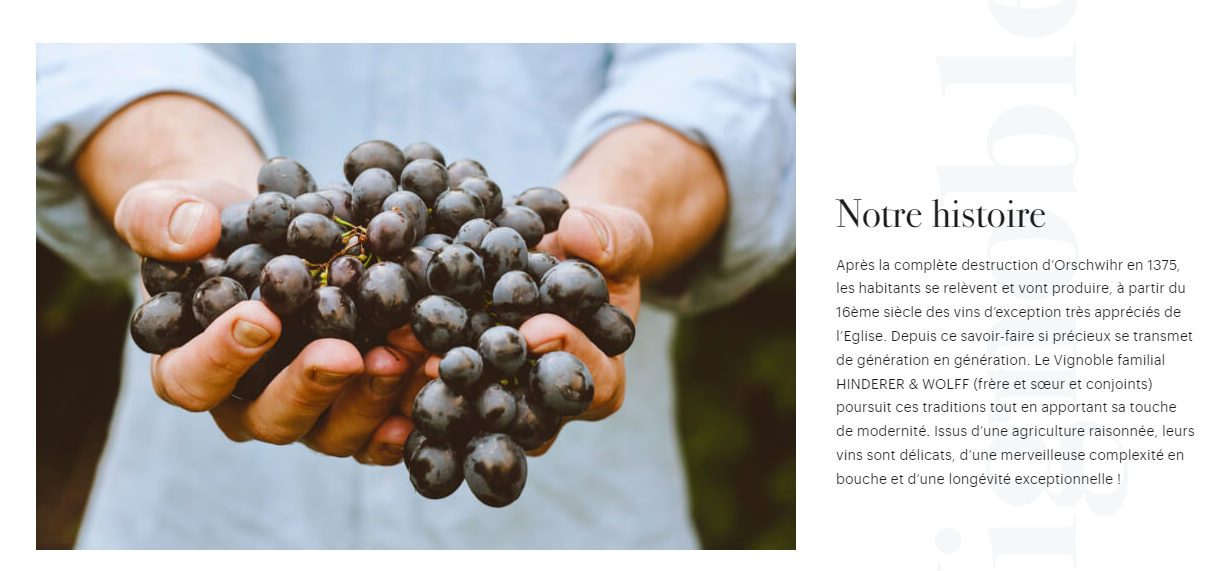 Notre histoire
Après la complète destruction d'Orschwihr en 1375,
les habitants se relèvent et vont produire, à partir du
16ème siècle des vins d'exception très appréciés de
l'Eglise. Depuis ce savoir-faire si précieux se transmet
de génération en génération. Le Vignoble familial
HINDERER & WOLFF (frère et sœur et conjoints)
poursuit ces traditions tout en apportant sa touche
de modernité. Issus d'une agriculture raisonnée, leurs
vins sont délicats, d'une merveilleuse complexité en
bouche et d'une longévité exceptionnelle !